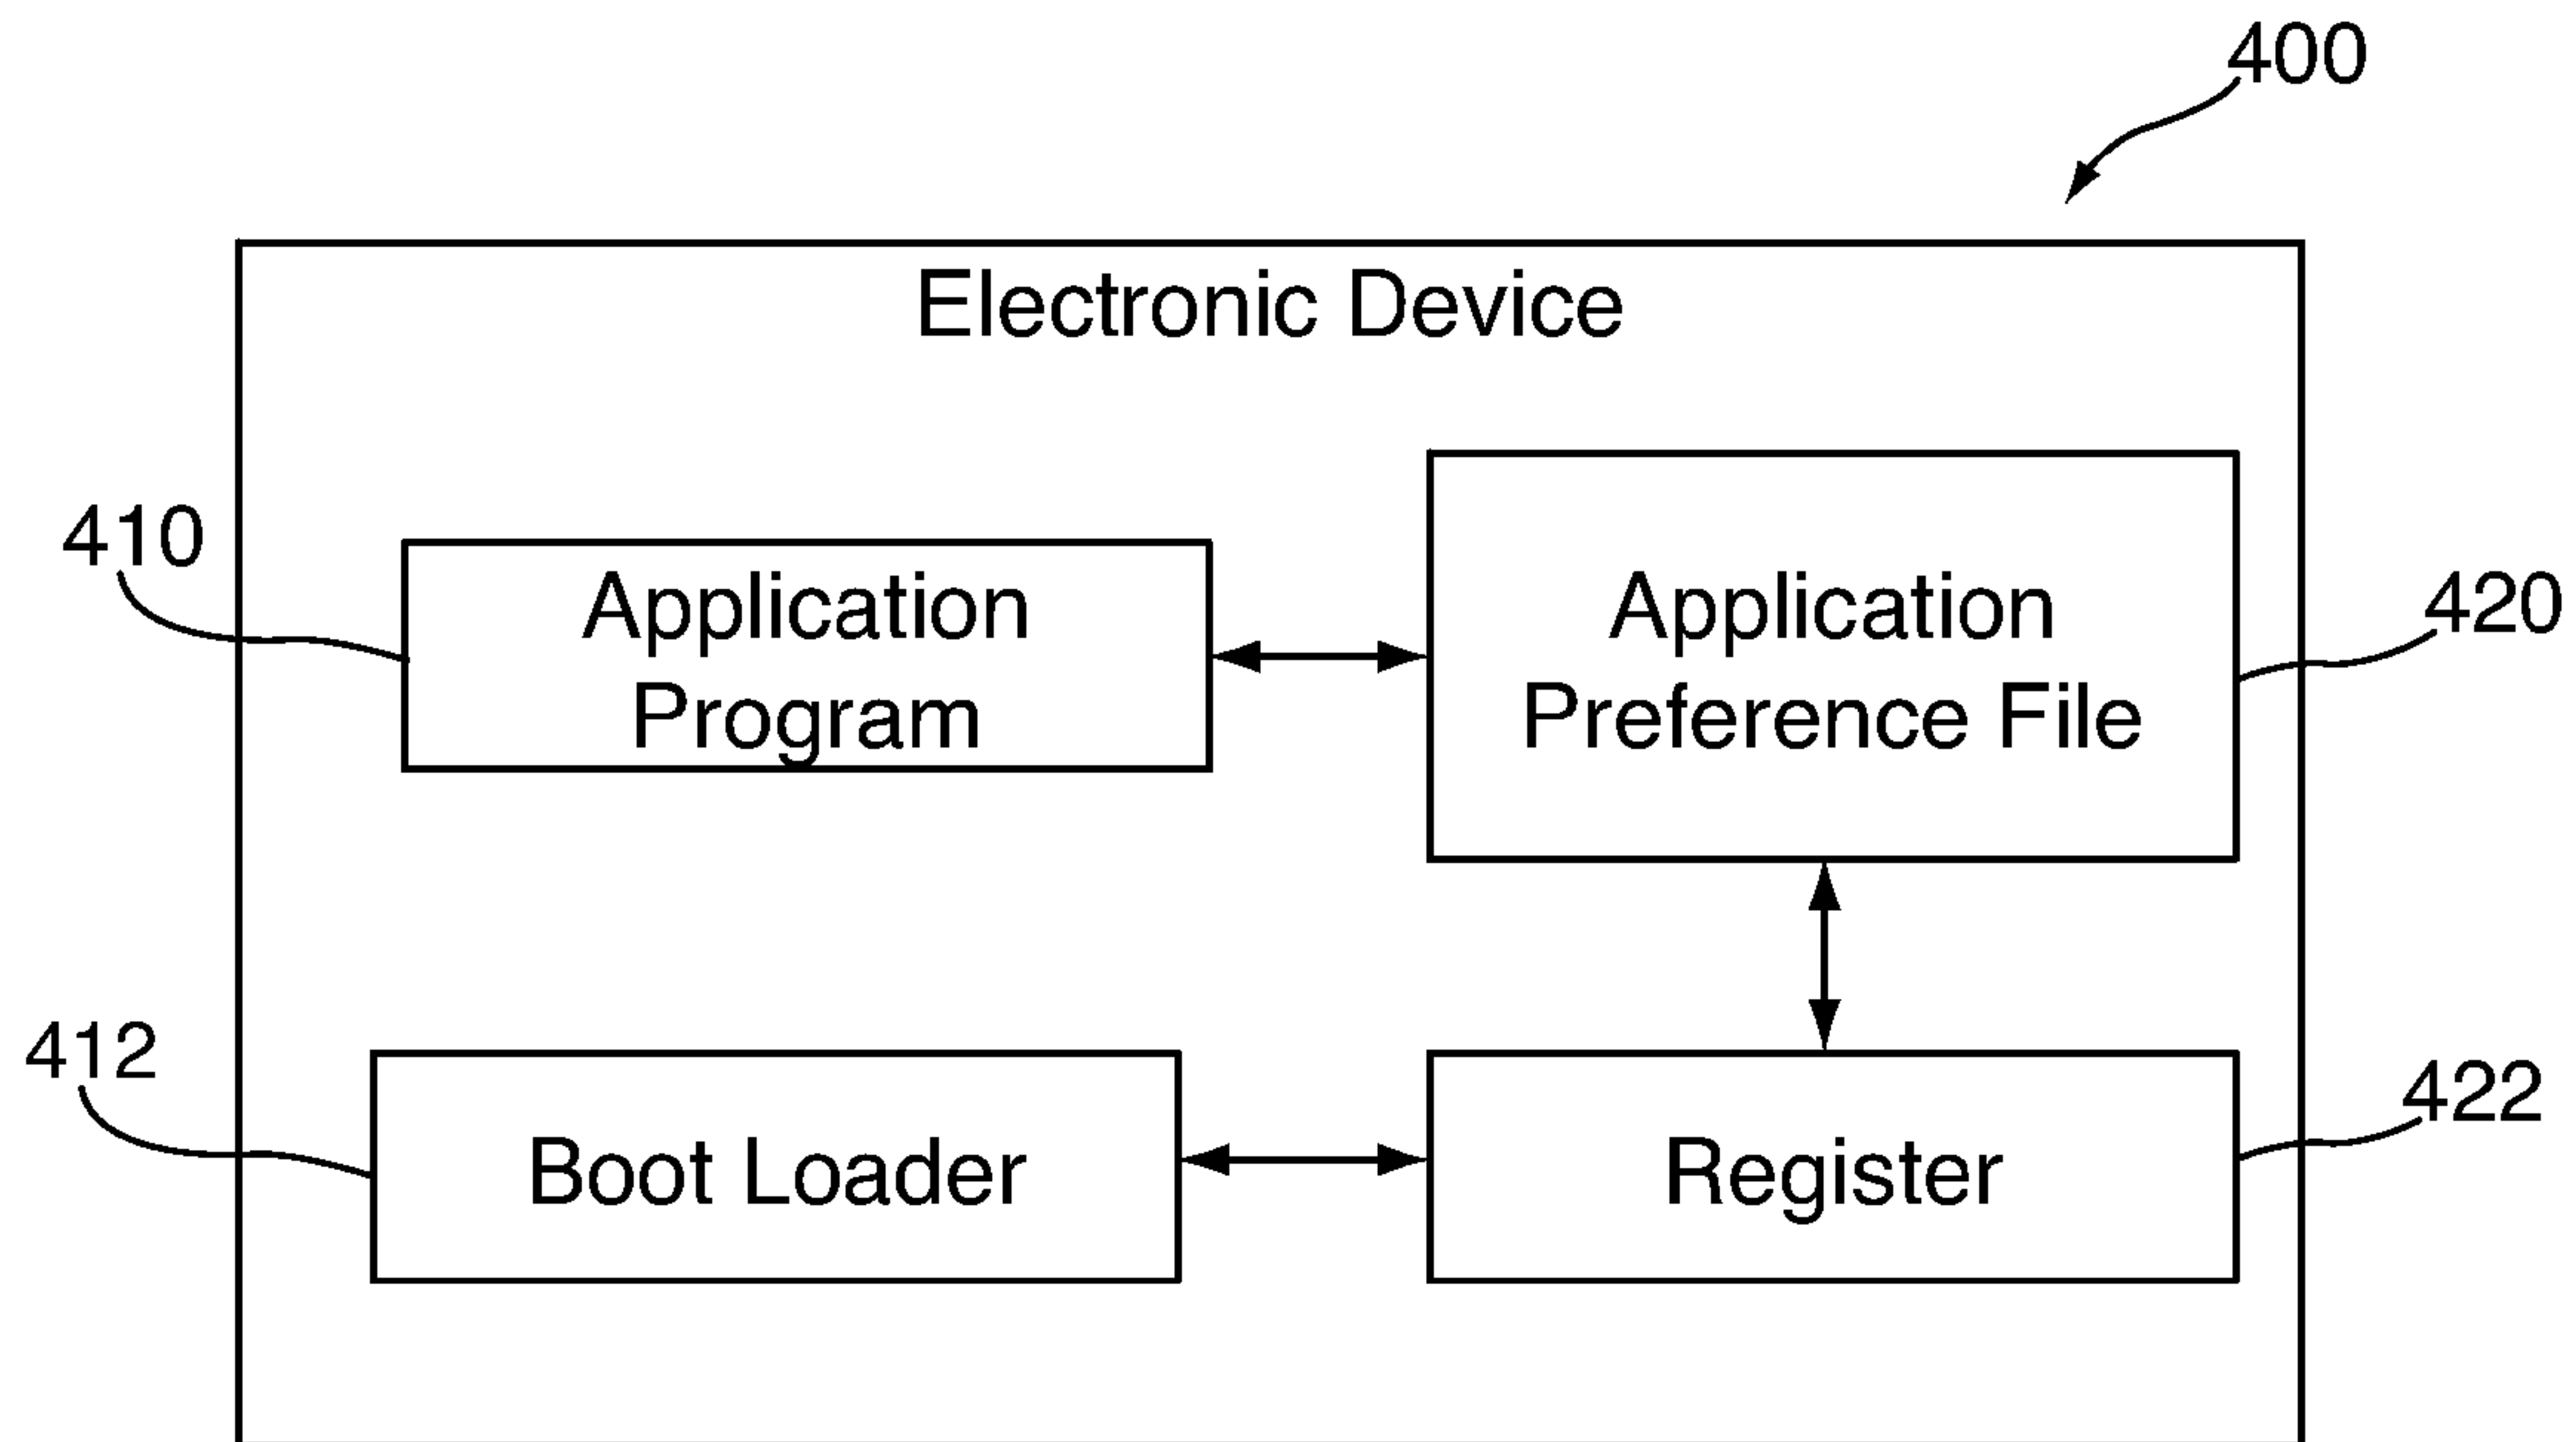 400
Electronic Device
410
Application
Program
Application
Preference File
420
412
Boot Loader
Register
422